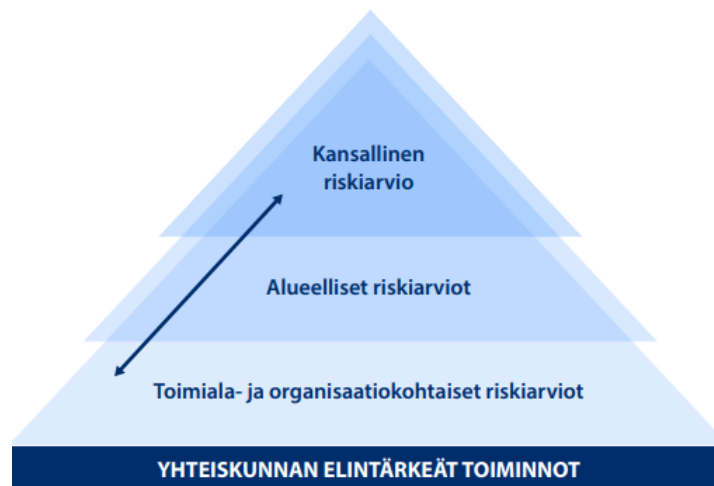 Kansallinen
riskiarvio
Alueelliset riskiarviot
Toimiala- ja organisaatiokohtaiset riskiarviot
YHTEISKUNNAN ELINTÄRKEÄT TOIMINNOT